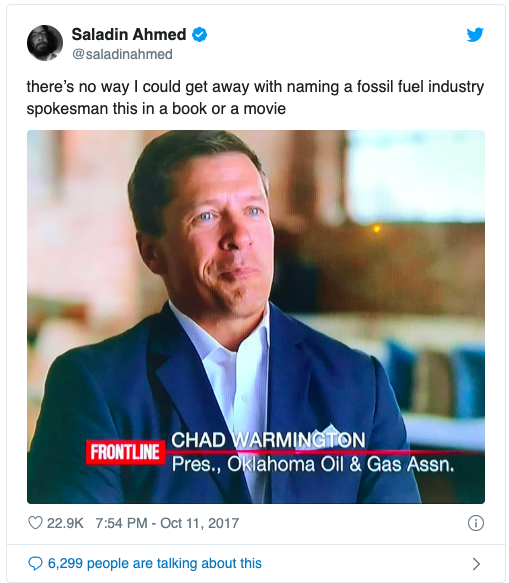 Saladin Ahmed
@saladinahmed
there's no way I could get away with naming a fossil fuel industry
spokesman this in a book or a movie
FRONTLINE
CHAD WARMINGTON
Pres., Oklahoma Oil & Gas Assn.
22.9K 7:54 PM - Oct 11, 2017
6,299 people are talking about this